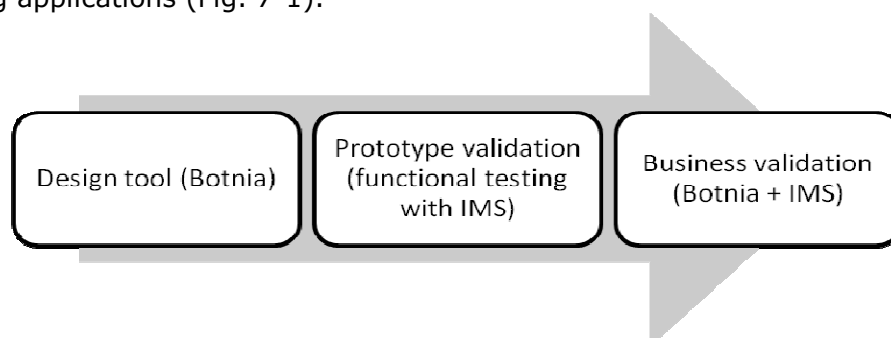 g applications (Fig. 7-1).
Design tool (Botnia)
Prototype validation
(functional testing
with IMS)
Business validation
(Botnia + IMS)